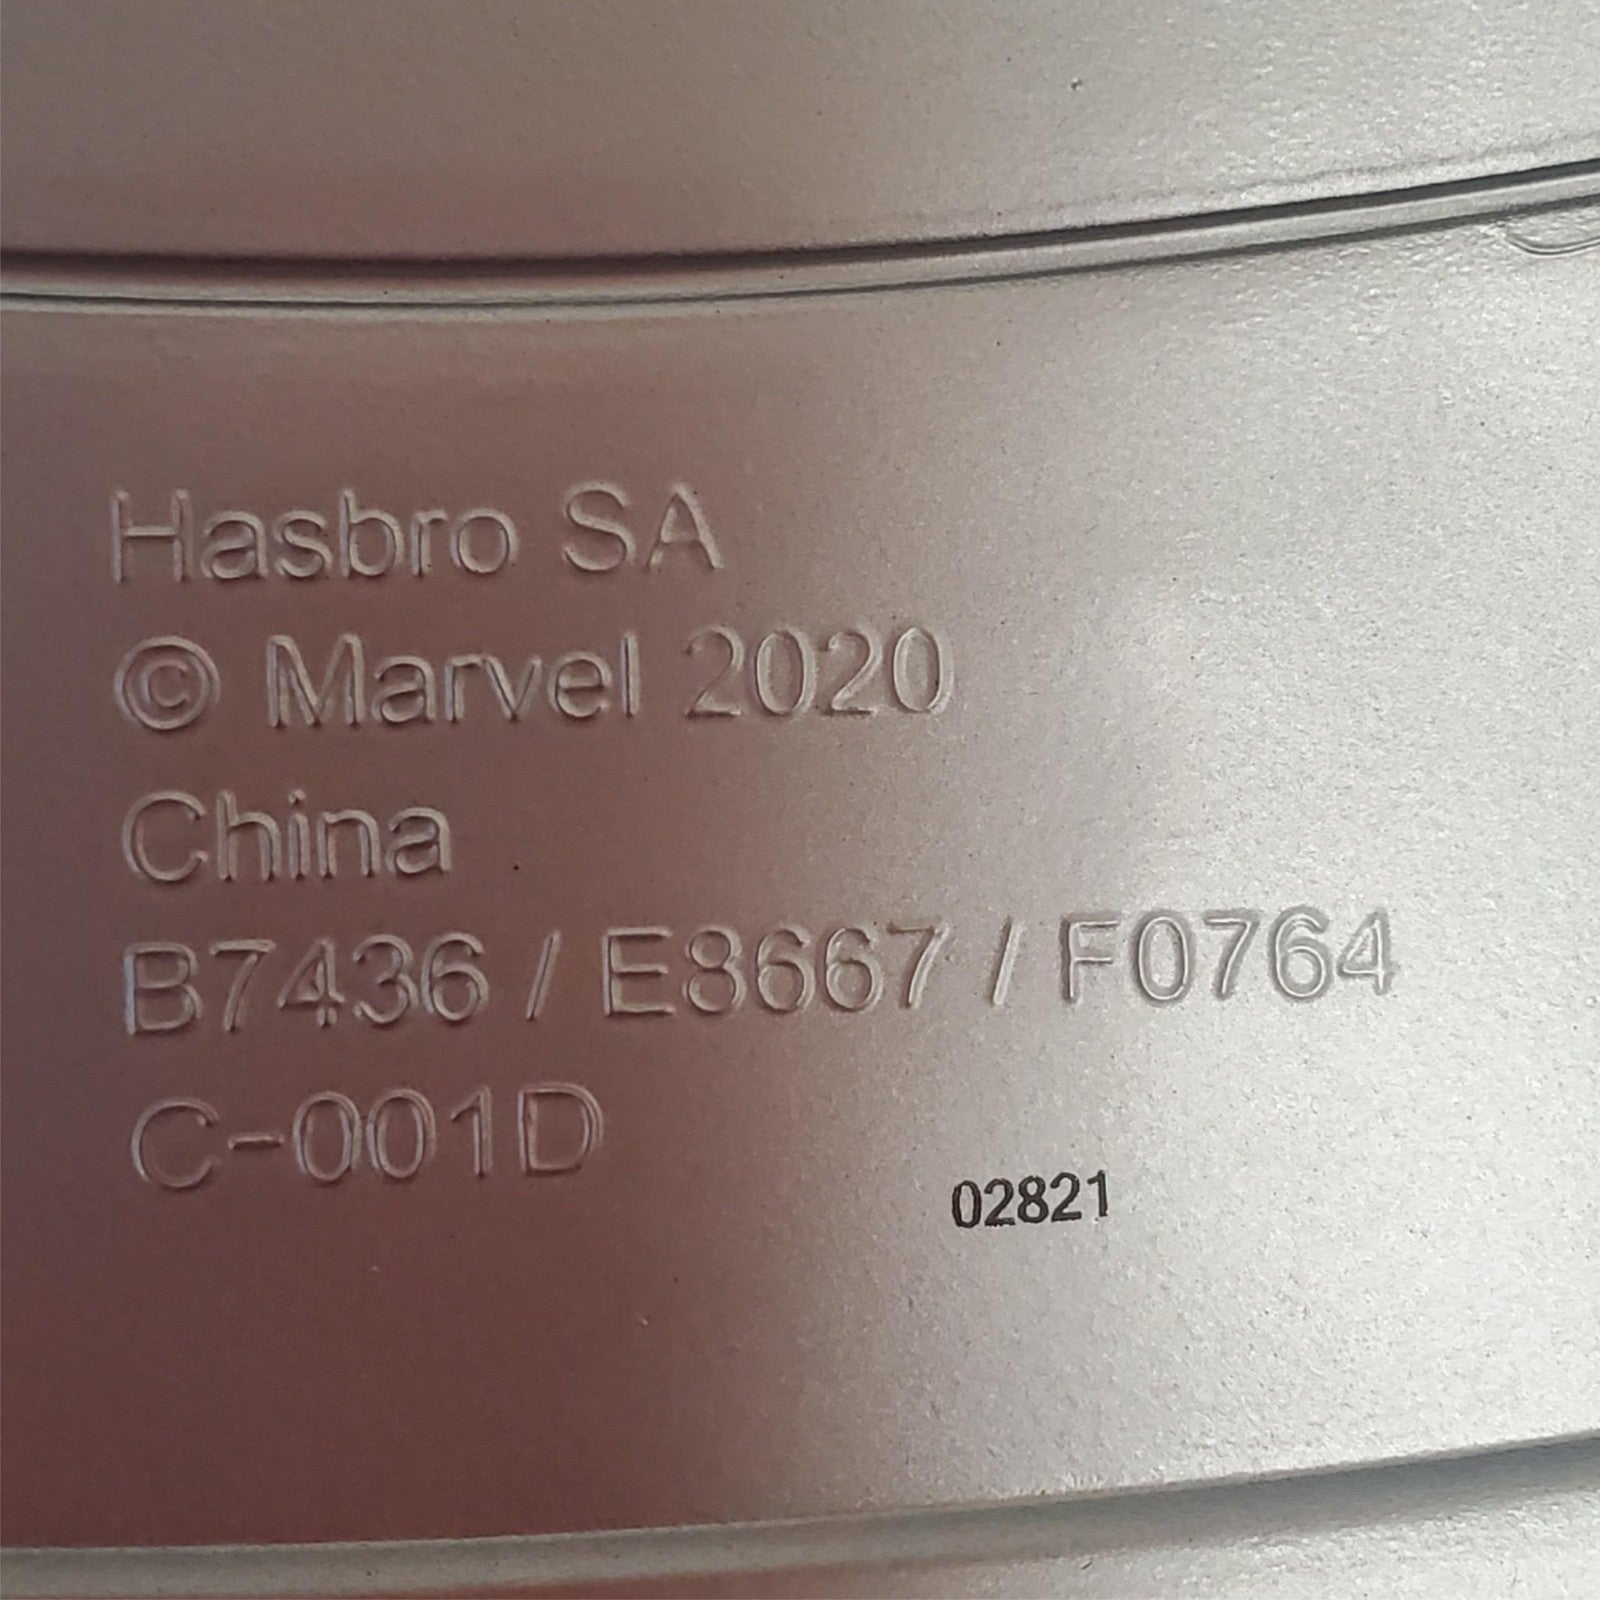 Hasbro SA
© Marvel 2020
China
B7436 / E8667 / F0764
C-001D
02821